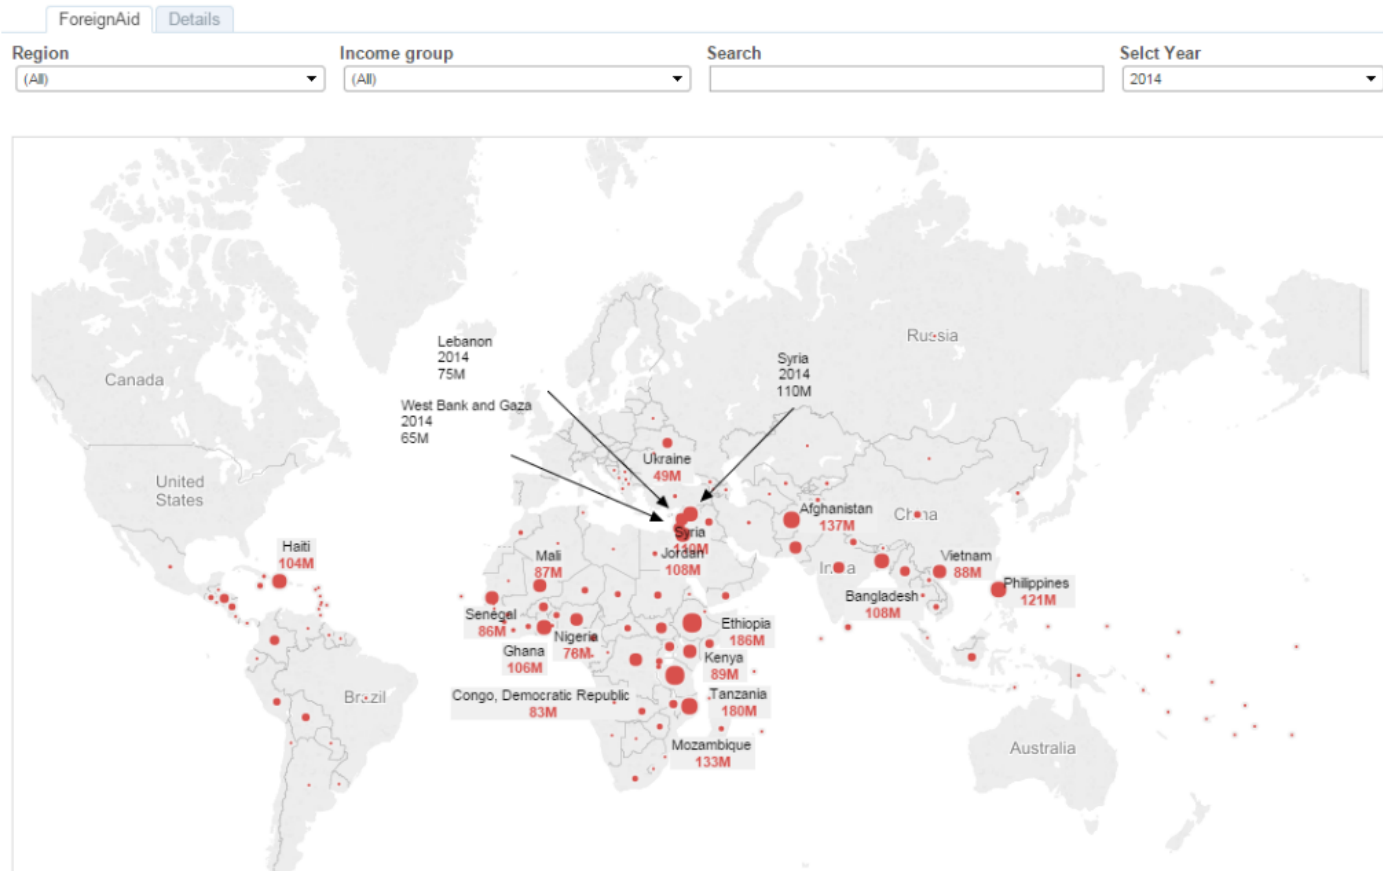 ForeignAid Details
Region Income group Search Selct Year
(All) (All) 2014
Russia
Lebanon
2014
75M
Syria
2014
110M
Canada
West Bank and Gaza
2014
65M
Ukraine
49M
United
States
Afghanistan
137M
China
Syria
110M
Haiti
104M
Mali
87M
Jordan
108M
India
Vietnam
88M
Philippines
121M
Bangladesh
108M
Senegal
86M
Nigeria
78M
Ethiopia
186M
Ghana
106M
Kenya
89M
Congo, Democratic Republic
83M
Tanzania
180M
Brazil
Mozambique
133M
Australia